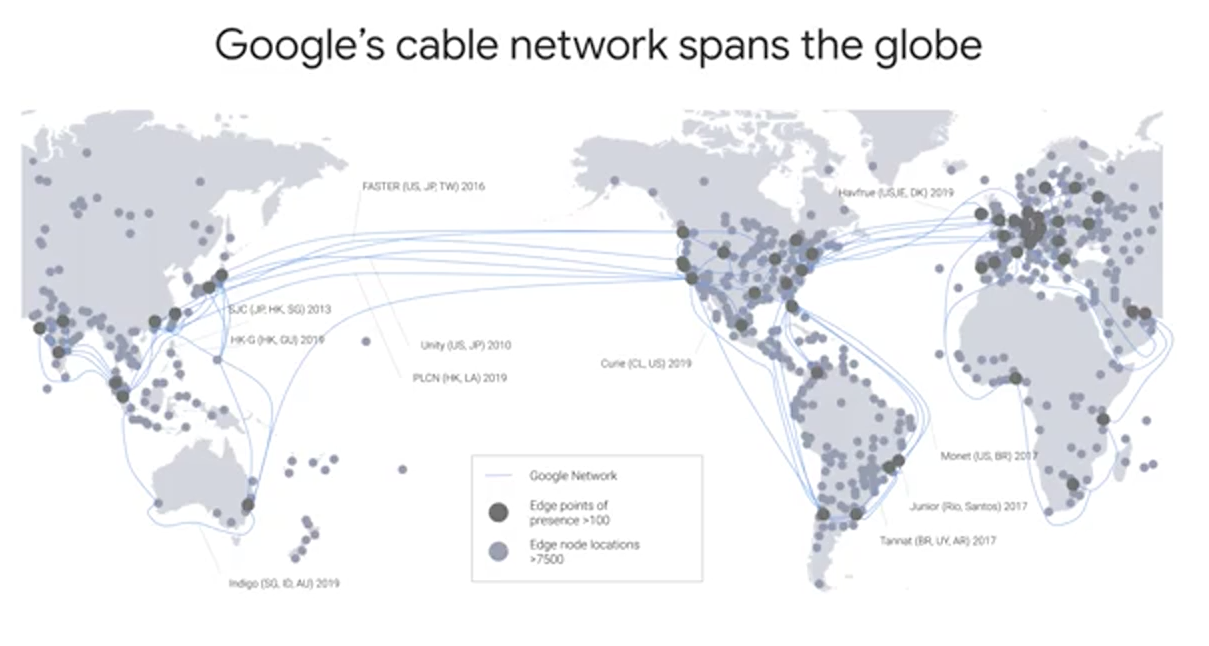 Google's cable network spans the globe
FASTER (US, JP, TW) 2016
Havfrue (US,IE, DK) 2019
SJC (JP, HK, SG) 2013
HK-G (HK, GU) 2019
Unity (US, JP) 2010
Curie (CL, US) 2019
PLCN (HK, LA) 2019
Monet (US, BR) 2017
Google Network
Edge points of
presence >100
Junior (Rio, Santos) 2017
Tannat (BR, UY, AR) 2017
Edge node locations
>7500
Indigo (SG, ID, AU) 2019